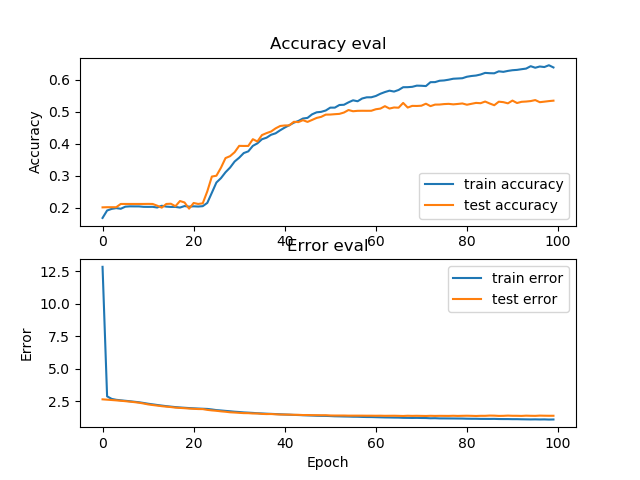 Accuracy eval
Accuracy
0.6
0.5
0.4
0.3
0.2
train accuracy
test accuracy
0 20 40 60 80 100
Error eval
Error
12.5
10.0
7.5
5.0
2.5
train error
test error
0 20 40 60 80 100
Epoch